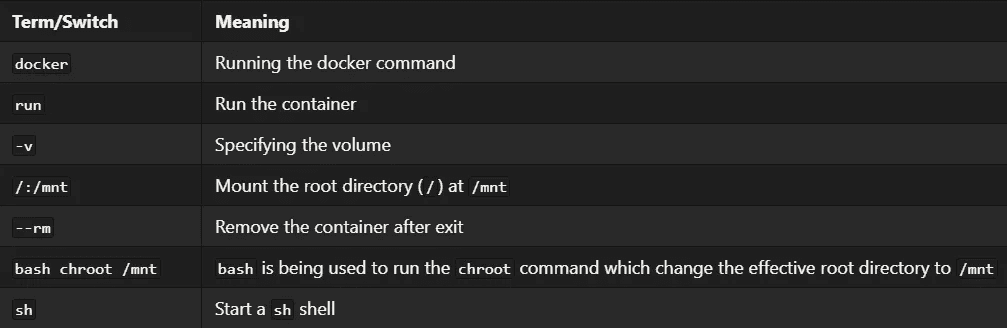 Term/Switch Meaning
docker Running the docker command
run Run the container
-v Specifying the volume
/:/mnt Mount the root directory (/) at /mnt
--rm Remove the container after exit
bash chroot /mnt bash is being used to run the chroot command which change the effective root directory to /mnt
sh Start a sh shell